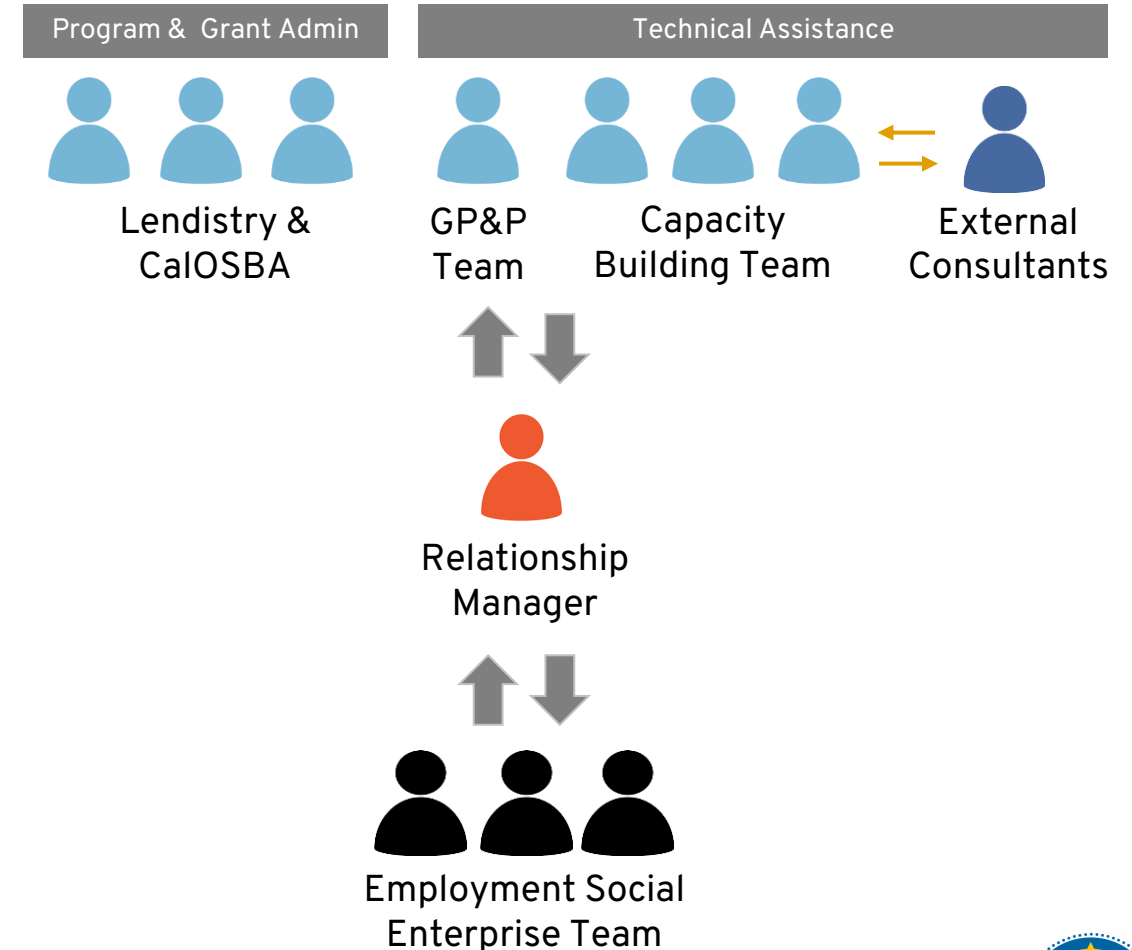 Program & Grant Admin
Technical Assistance
Lendistry &
CalOSBA
GP&P
Team
Capacity
Building Team
External
Consultants
Relationship
Manager
Employment Social
Enterprise Team